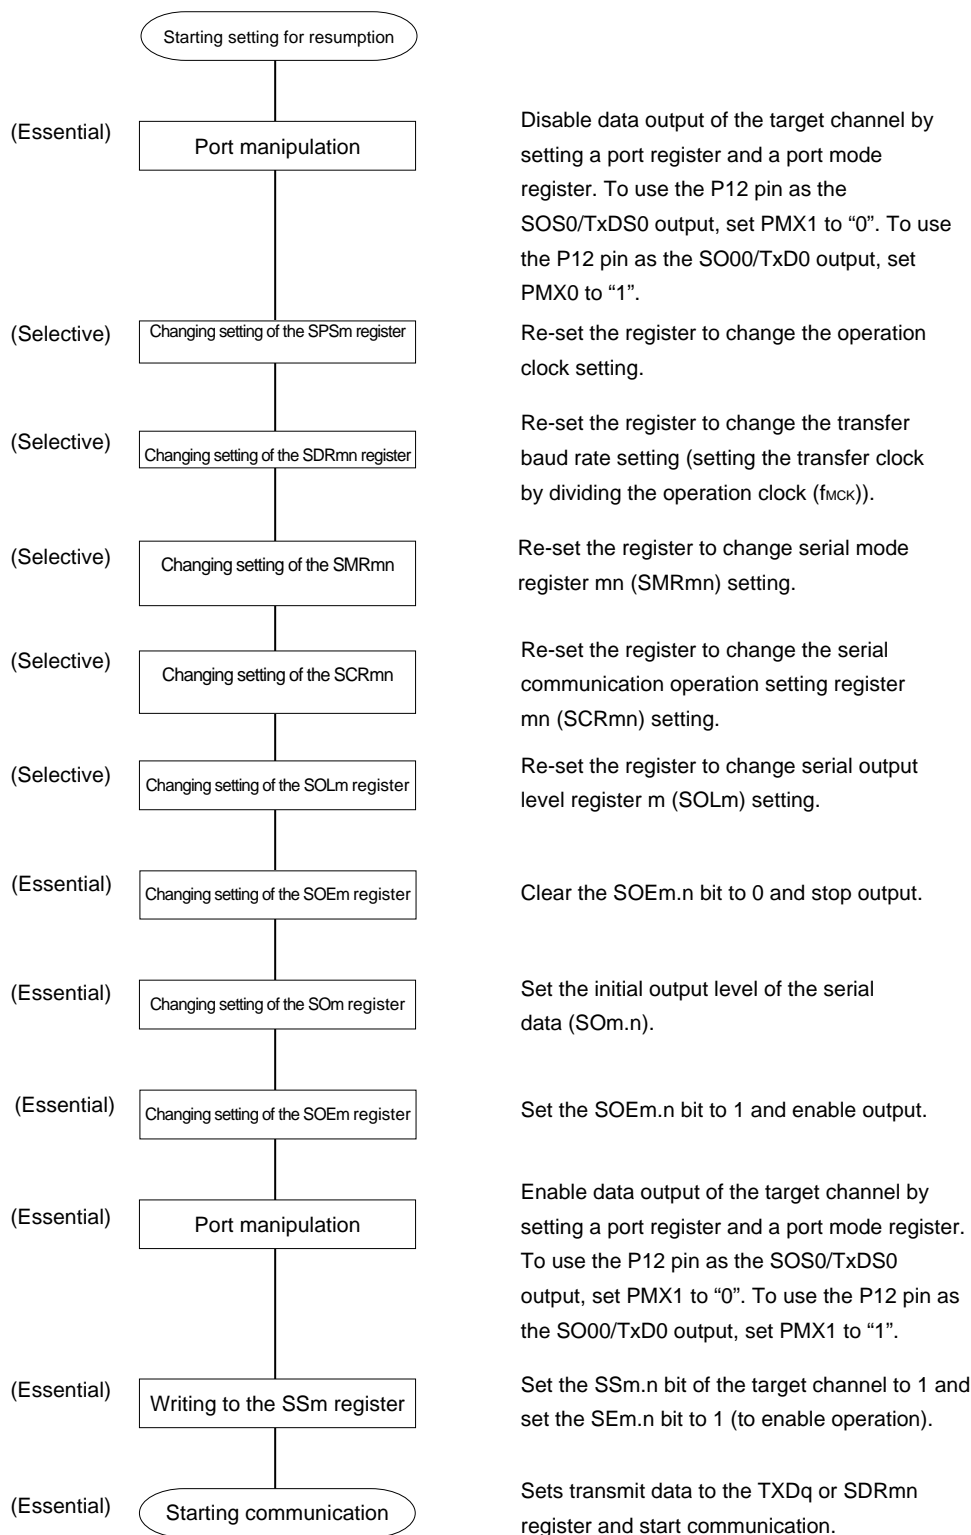 Starting setting for resumption
(Essential)
Port manipulation
Disable data output of the target channel by
setting a port register and a port mode
register. To use the P12 pin as the
SOS0/TxDS0 output, set PMX1 to “0”. To use
the P12 pin as the SO00/TxD0 output, set
PMX0 to “1”.
(Selective)
Changing setting of the SPSm register
Re-set the register to change the operation
clock setting.
(Selective)
Changing setting of the SDRmn register
Re-set the register to change the transfer
baud rate setting (setting the transfer clock
by dividing the operation clock (fMCK)).
(Selective)
Changing setting of the SMRmn
Re-set the register to change serial mode
register mn (SMRmn) setting.
(Selective)
Changing setting of the SCRmn
Re-set the register to change the serial
communication operation setting register
mn (SCRmn) setting.
(Selective)
Changing setting of the SOLm register
Re-set the register to change serial output
level register m (SOLm) setting.
(Essential)
Changing setting of the SOEm register
Clear the SOEm.n bit to 0 and stop output.
(Essential)
Changing setting of the SOm register
Set the initial output level of the serial
data (SOm.n).
(Essential)
Changing setting of the SOEm register
Set the SOEm.n bit to 1 and enable output.
(Essential)
Port manipulation
Enable data output of the target channel by
setting a port register and a port mode register.
To use the P12 pin as the SOS0/TxDS0
output, set PMX1 to “0”. To use the P12 pin as
the SO00/TxD0 output, set PMX1 to “1”.
(Essential)
Writing to the SSm register
Set the SSm.n bit of the target channel to 1 and
set the SEm.n bit to 1 (to enable operation).
(Essential)
Starting communication
Sets transmit data to the TXDq or SDRmn
register and start communication.